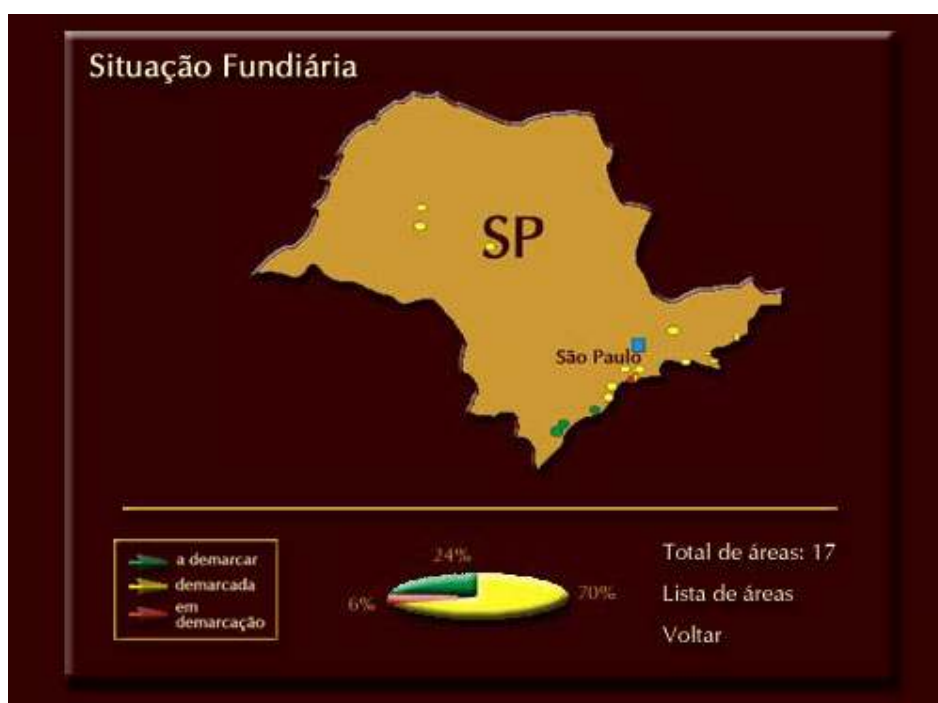 Situação Fundiária
SP
São Paulo
a demarcar
demarcada
em
demarcação
24%
6%
70%
Total de áreas: 17
Lista de áreas
Voltar